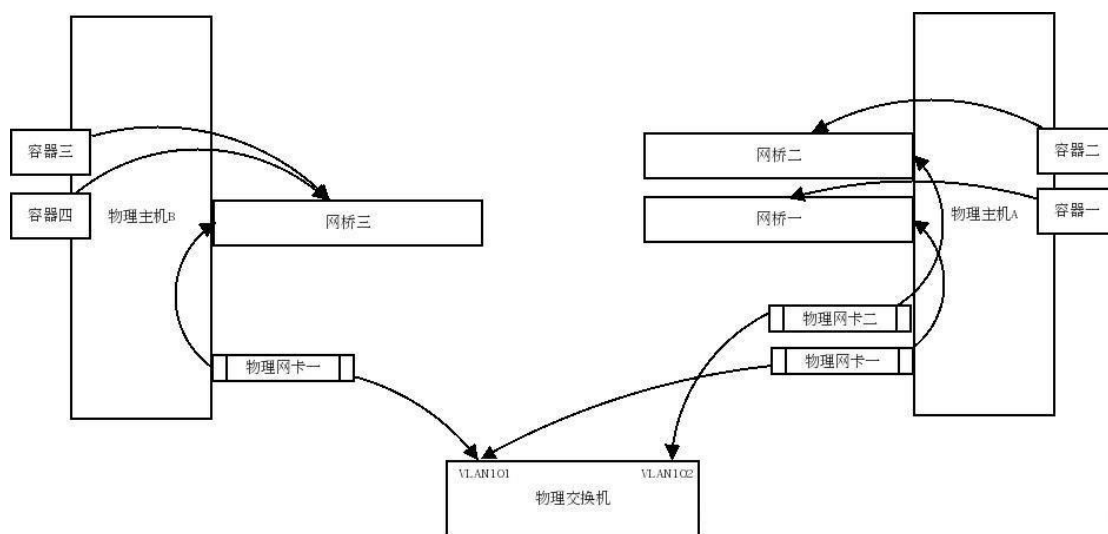 容器三
容器四
物理主机B
网桥三
物理网卡一
网桥二
网桥一
容器二
容器一
物理主机A
物理网卡二
物理网卡一
VLAN101
VLAN102
物理交换机